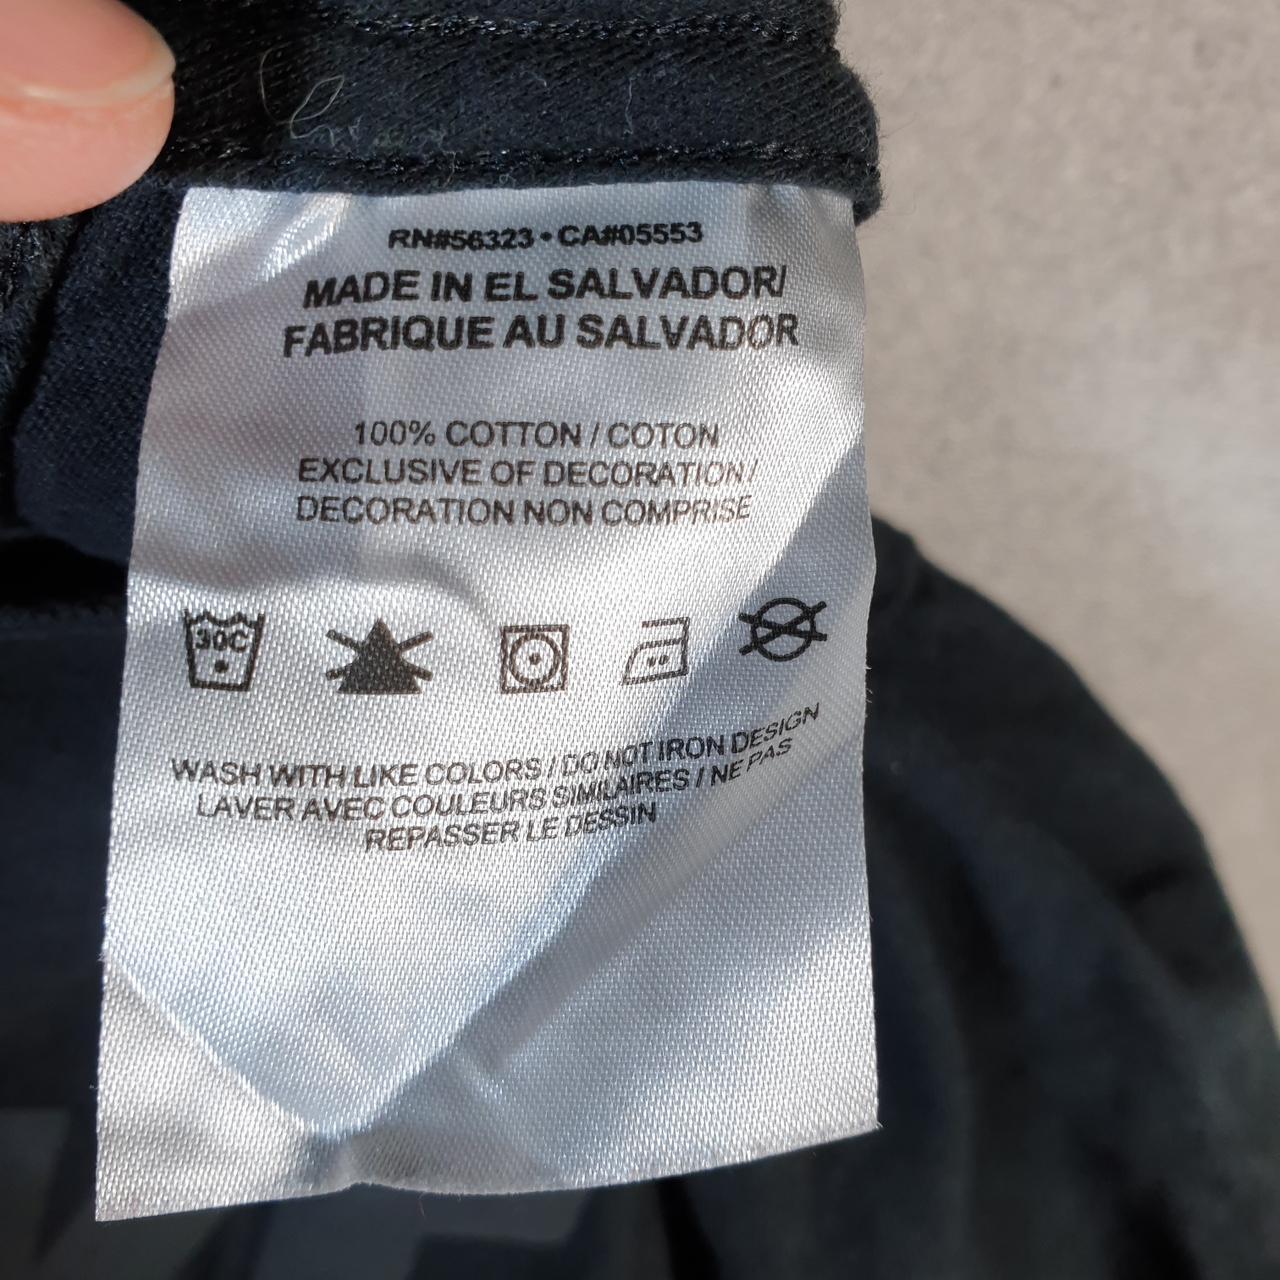 RN#56323 • CA#05553
MADE IN EL SALVADOR/
FABRIQUE AU SALVADOR
100% COTTON / COTON
EXCLUSIVE OF DECORATION/
DECORATION NON COMPRISE
30C
WASH WITH LIKE COLORS / DO NOT IRON DESIGN
LAVER AVEC COULEURS SIMILAIRES / NE PAS
REPASSER LE DESSIN